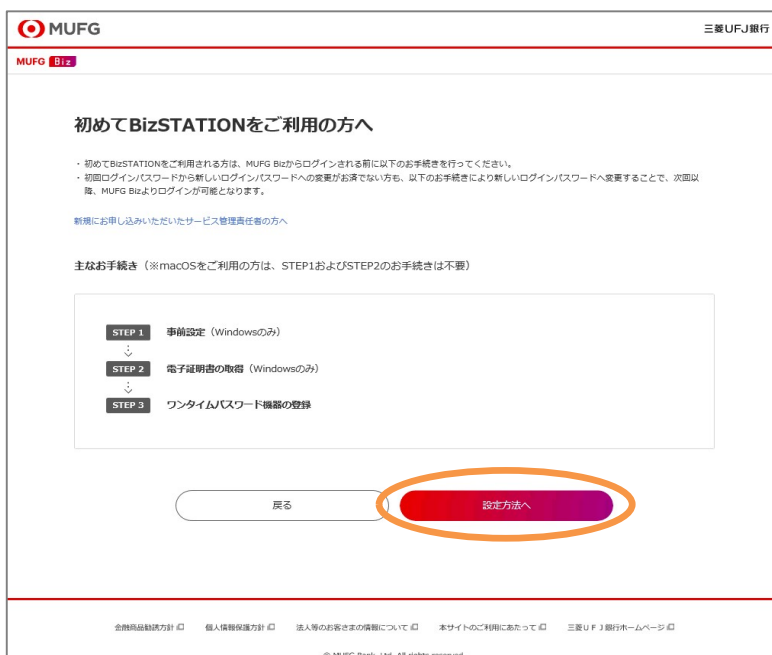 MUFG
三菱UFJ銀行
MUFG Biz
初めてBizSTATIONをご利用の方へ
・ 初めてBizSTATIONをご利用される方は、MUFG Bizからログインされる前に以下のお手続きを行ってください。
・ 初回ログインパスワードから新しいログインパスワードへの変更がお済でない方も、以下のお手続きにより新しいログインパスワードへ変更することで、次回以
降、MUFG Bizよりログインが可能となります。
新規にお申し込みいただいたサービス管理責任者の方へ
主なお手続き（※macOSをご利用の方は、STEP1およびSTEP2のお手続きは不要）
STEP 1 事前設定（Windowsのみ）
STEP 2 電子証明書の取得（Windowsのみ）
STEP 3 ワンタイムパスワード機器の登録
戻る 設定方法へ
金融商品勧誘方針 個人情報保護方針 法人等のお客さまの情報について 本サイトのご利用にあたって 三菱ＵＦＪ銀行ホームページ
© MUFG Bank, Ltd. All rights reserved.